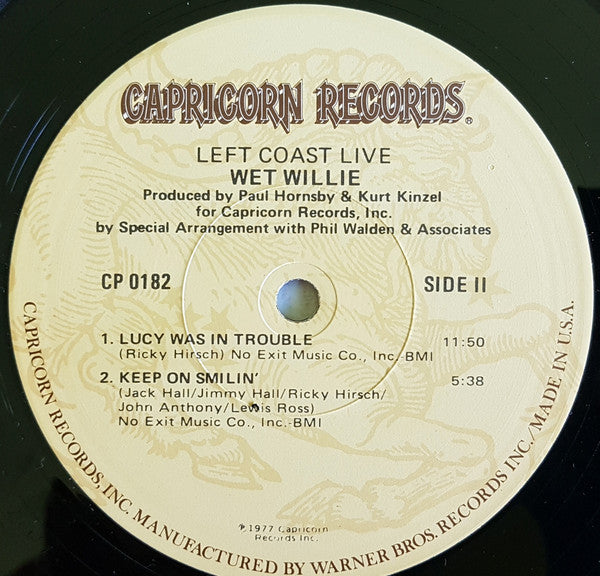 CAPRICORN RECORDS®
LEFT COAST LIVE
WET WILLIE
Produced by Paul Hornsby & Kurt Kinzel
for Capricorn Records, Inc.
by Special Arrangement with Phil Walden & Associates
CP 0182
SIDE II
1. LUCY WAS IN TROUBLE 11:50
(Ricky Hirsch) No Exit Music Co., Inc.-BMI
2. KEEP ON SMILIN' 5:38
(Jack Hall/Jimmy Hall/Ricky Hirsch/
John Anthony/Lewis Ross)
No Exit Music Co., Inc.-BMI
℗1977 Capricorn
Records Inc.
CAPRICORN RECORDS, INC. MANUFACTURED BY WARNER BROS. RECORDS INC./MADE IN U.S.A.